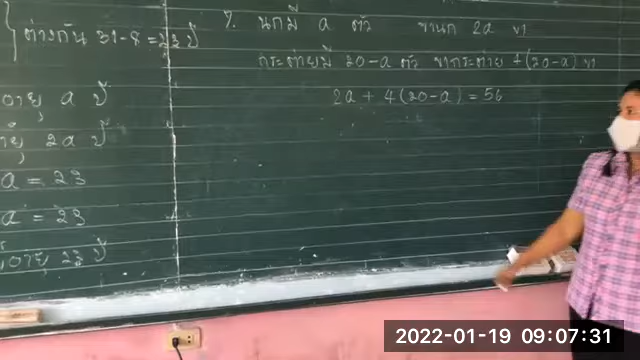 ต่างกัน 31-8 = 23 ปี
อายุ a ปี
2a ปี
a = 23
a = 23
อายุ 23 ปี
7. นกมี a ตัว ขานก 2a ขา
กระต่ายมี 20-a ตัว ขากระต่าย 4(20-a) ขา
2a + 4(20-a) = 56
2022-01-19 09:07:31